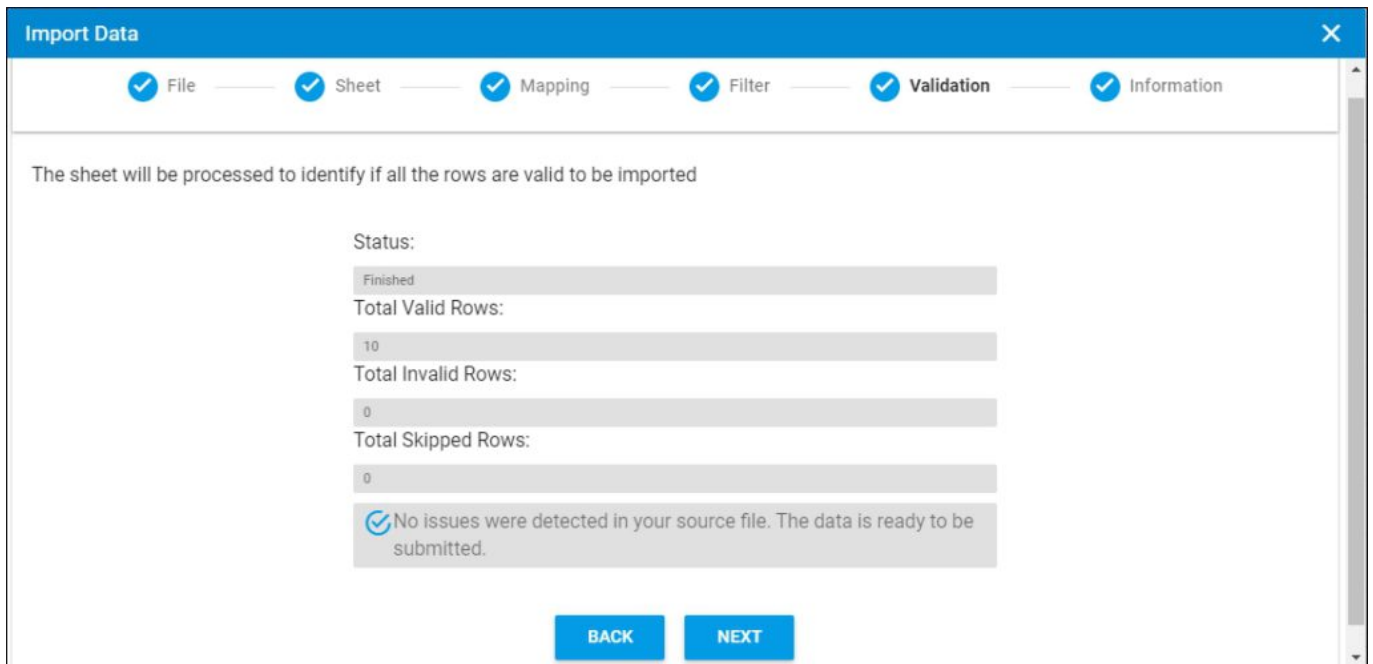 Import Data
File Sheet Mapping Filter Validation Information
The sheet will be processed to identify if all the rows are valid to be imported
Status:
Finished
Total Valid Rows:
10
Total Invalid Rows:
0
Total Skipped Rows:
0
No issues were detected in your source file. The data is ready to be
submitted.
BACK NEXT